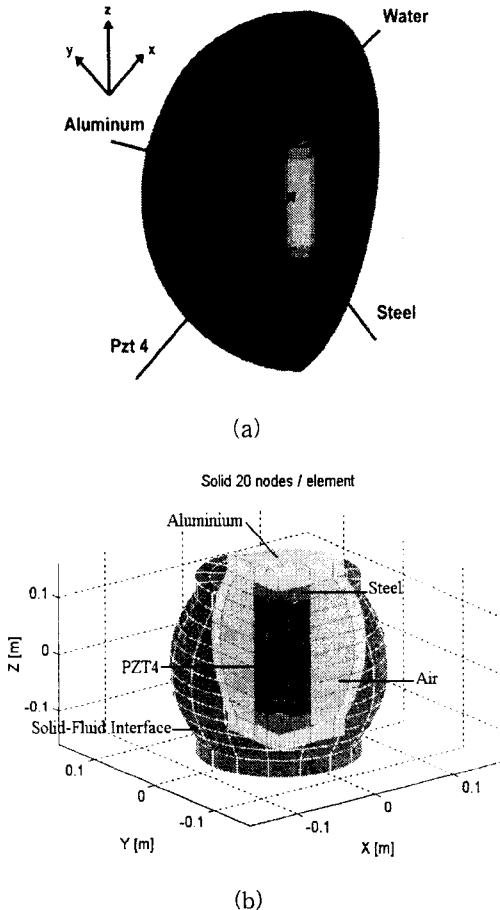 z
y
x
Water
Aluminum
Steel
Pzt 4
(a)
Solid 20 nodes / element
Aluminium
Steel
0.1
Z [m]
0
PZT4
Air
-0.1
Solid-Fluid Interface
0.1
0.1
0
0
Y [m]
-0.1
-0.1
X [m]
(b)